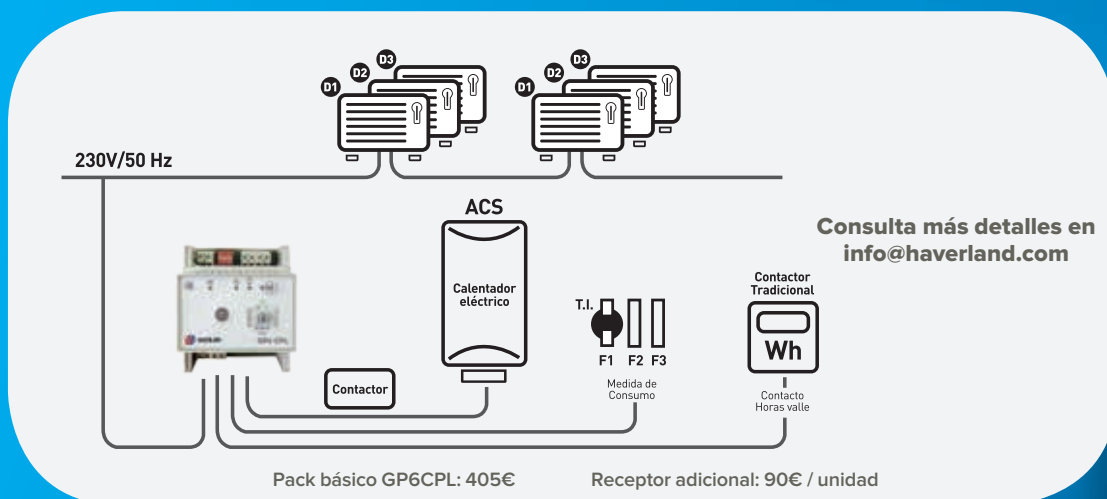 D3
D2
D1
D3
D2
D1
230V/50 Hz
ACS
Calentador
eléctrico
Consulta más detalles en
info@haverland.com
Contactor
Tradicional
Wh
T.I.
F1 F2 F3
Medida de
Consumo
Contacto
Horas valle
Contactor
Pack básico GP6CPL: 405€
Receptor adicional: 90€ / unidad